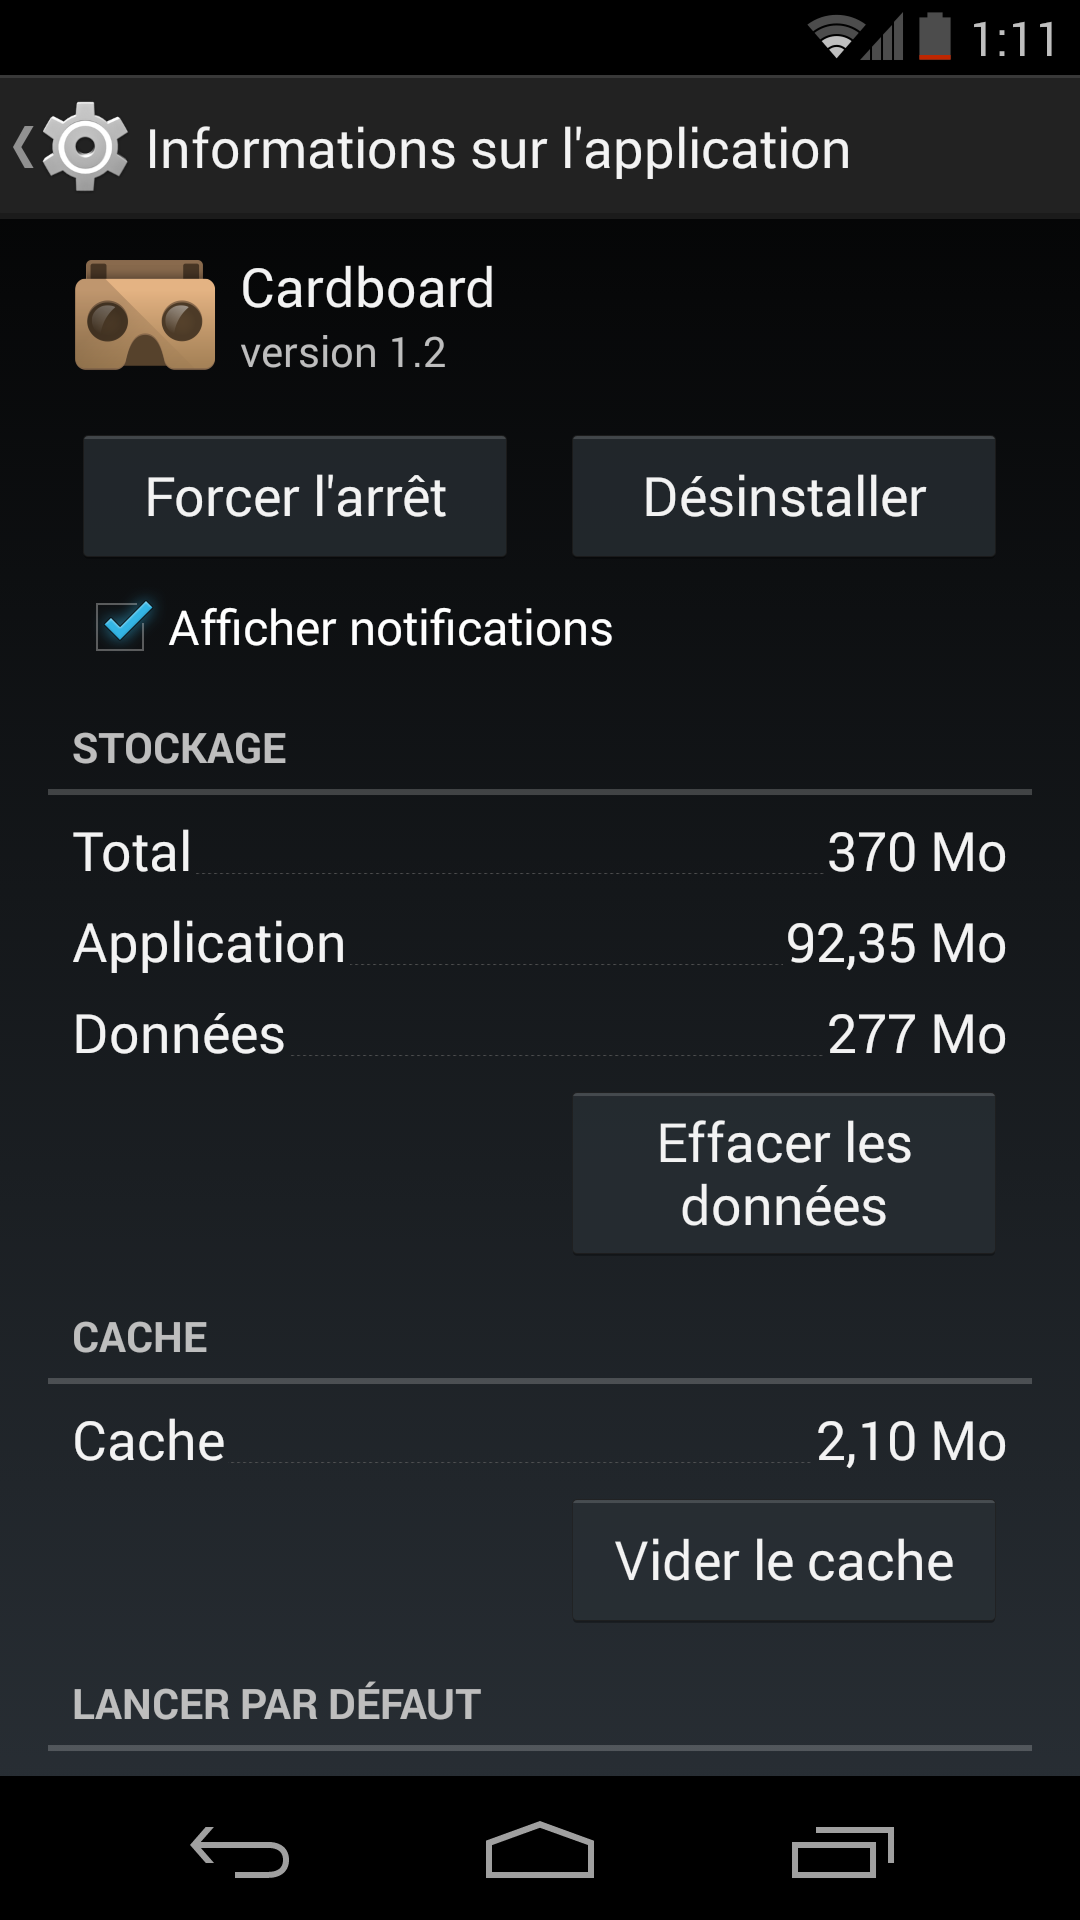 1:11
Informations sur l'application
Cardboard
version 1.2
Forcer l'arrêt
Désinstaller
Afficher notifications
STOCKAGE
Total 370 Mo
Application 92,35 Mo
Données 277 Mo
Effacer les
données
CACHE
Cache 2,10 Mo
Vider le cache
LANCER PAR DÉFAUT